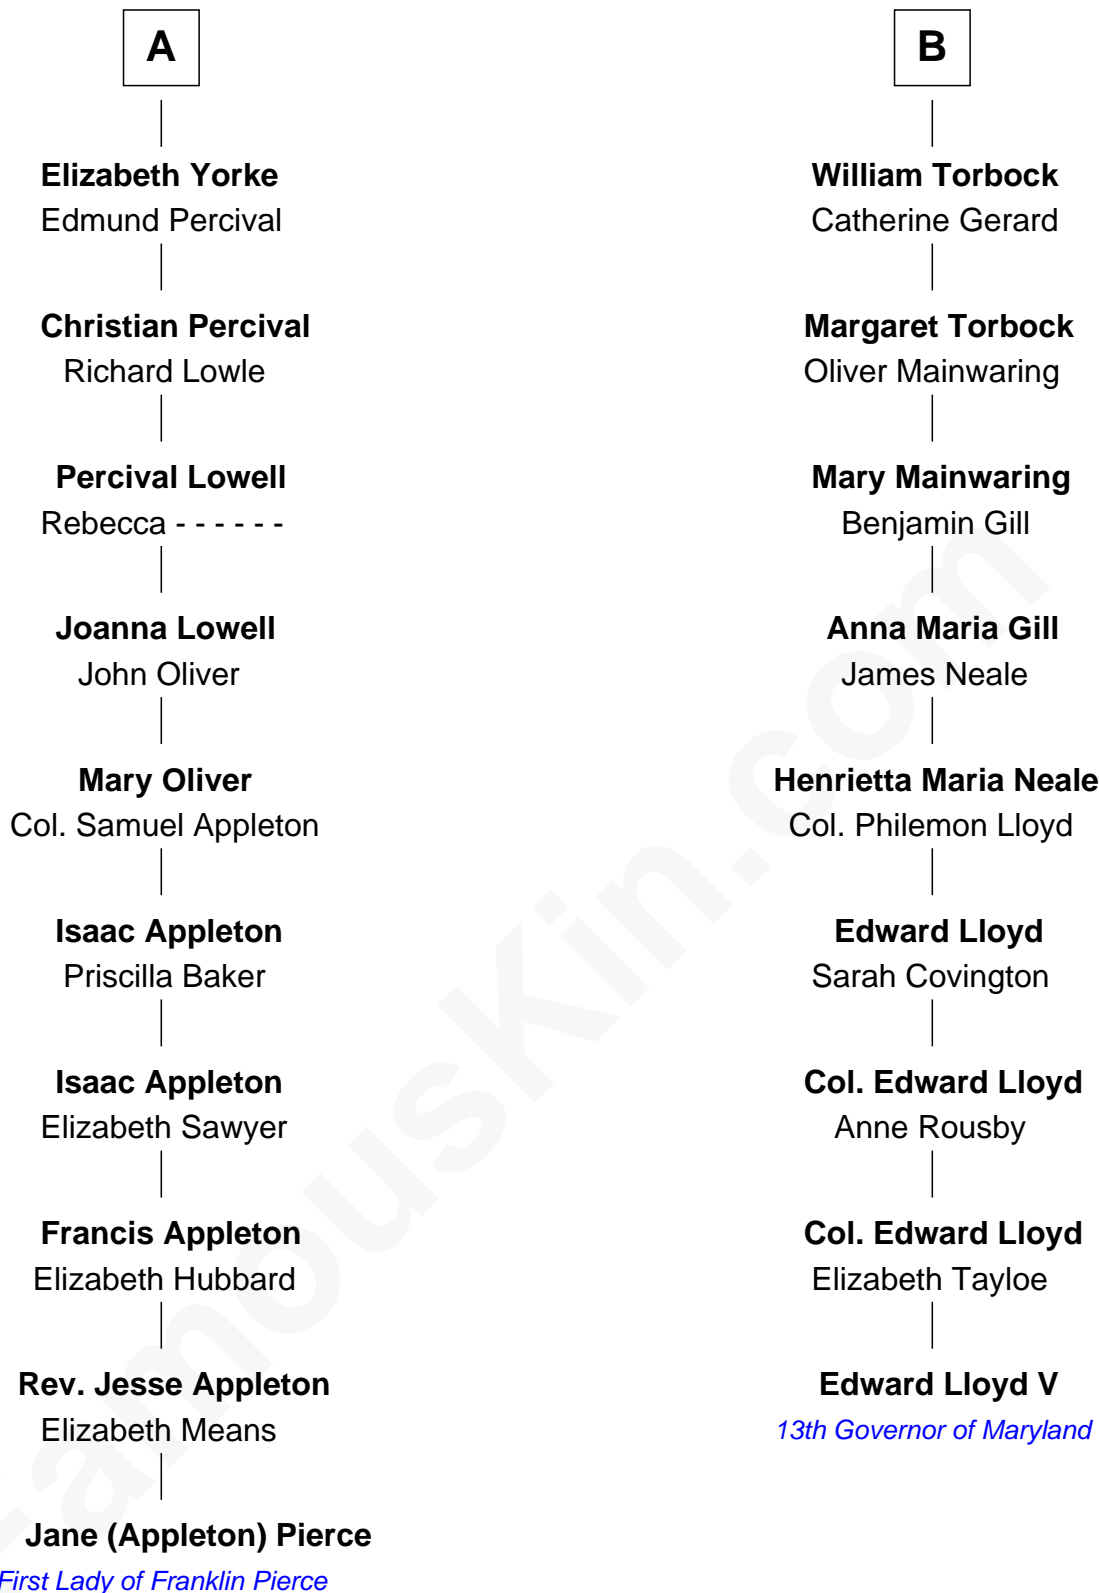 A
Elizabeth Yorke
Edmund Percival
Christian Percival
Richard Lowle
Percival Lowell
Rebecca - - - - - -
Joanna Lowell
John Oliver
Mary Oliver
Col. Samuel Appleton
Isaac Appleton
Priscilla Baker
Isaac Appleton
Elizabeth Sawyer
Francis Appleton
Elizabeth Hubbard
Rev. Jesse Appleton
Elizabeth Means
Jane (Appleton) Pierce
First Lady of Franklin Pierce
B
William Torbock
Catherine Gerard
Margaret Torbock
Oliver Mainwaring
Mary Mainwaring
Benjamin Gill
Anna Maria Gill
James Neale
Henrietta Maria Neale
Col. Philemon Lloyd
Edward Lloyd
Sarah Covington
Col. Edward Lloyd
Anne Rousby
Col. Edward Lloyd
Elizabeth Tayloe
Edward Lloyd V
13th Governor of Maryland
FamousKin.com